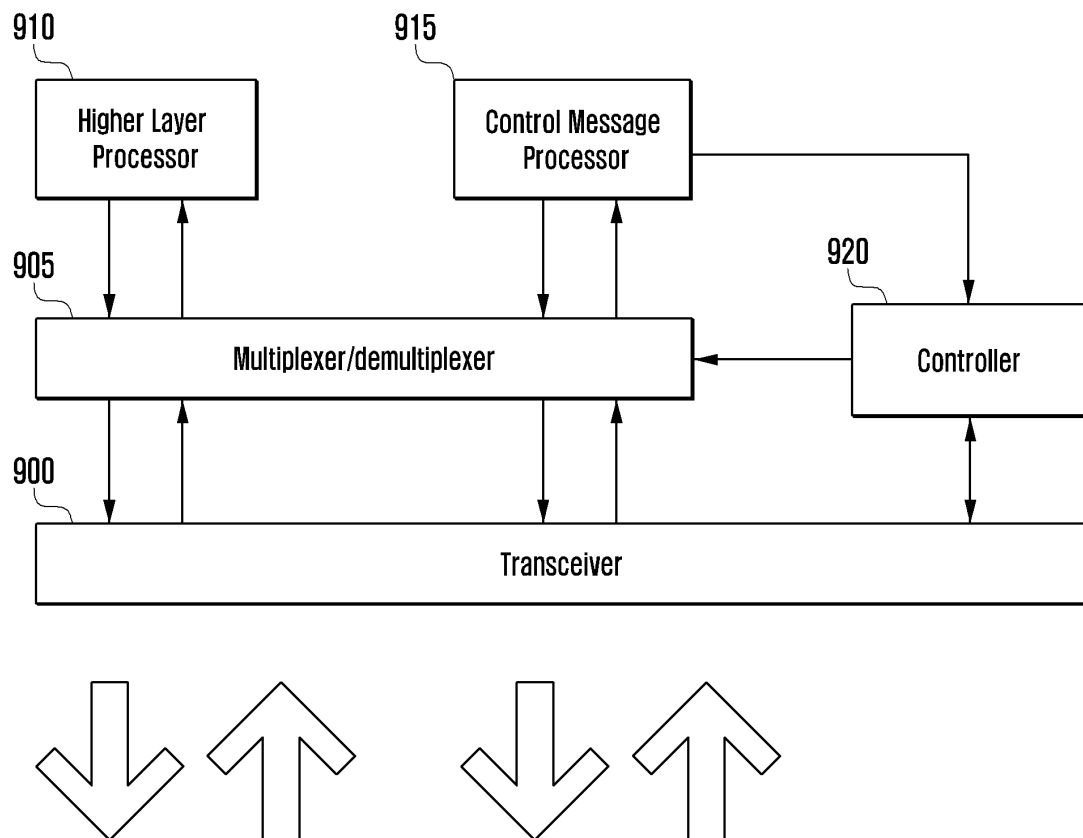 910
915
Higher Layer
Processor
Control Message
Processor
905
920
Multiplexer/demultiplexer
Controller
900
Transceiver